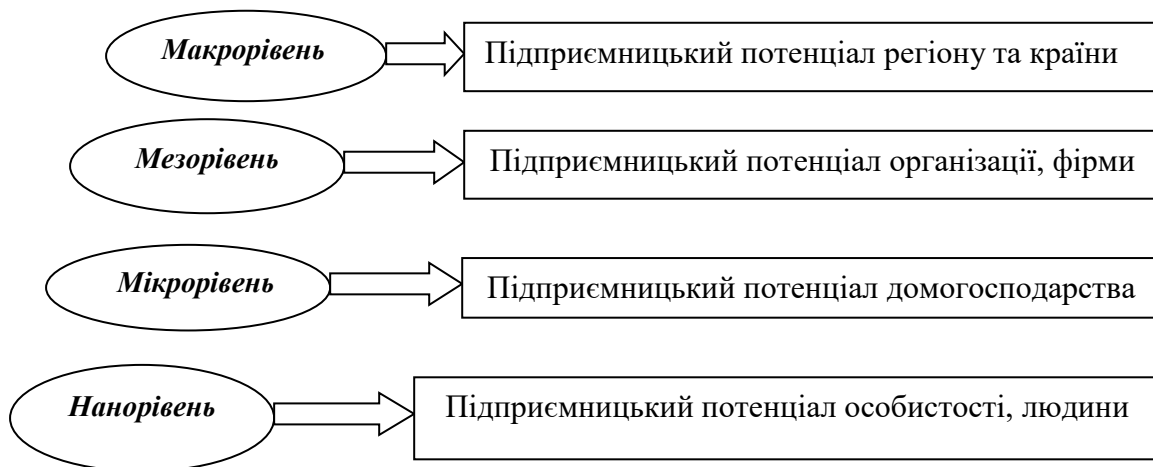 Макрорівень
Підприємницький потенціал регіону та країни
Мезорівень
Підприємницький потенціал організації, фірми
Мікрорівень
Підприємницький потенціал домогосподарства
Нанорівень
Підприємницький потенціал особистості, людини